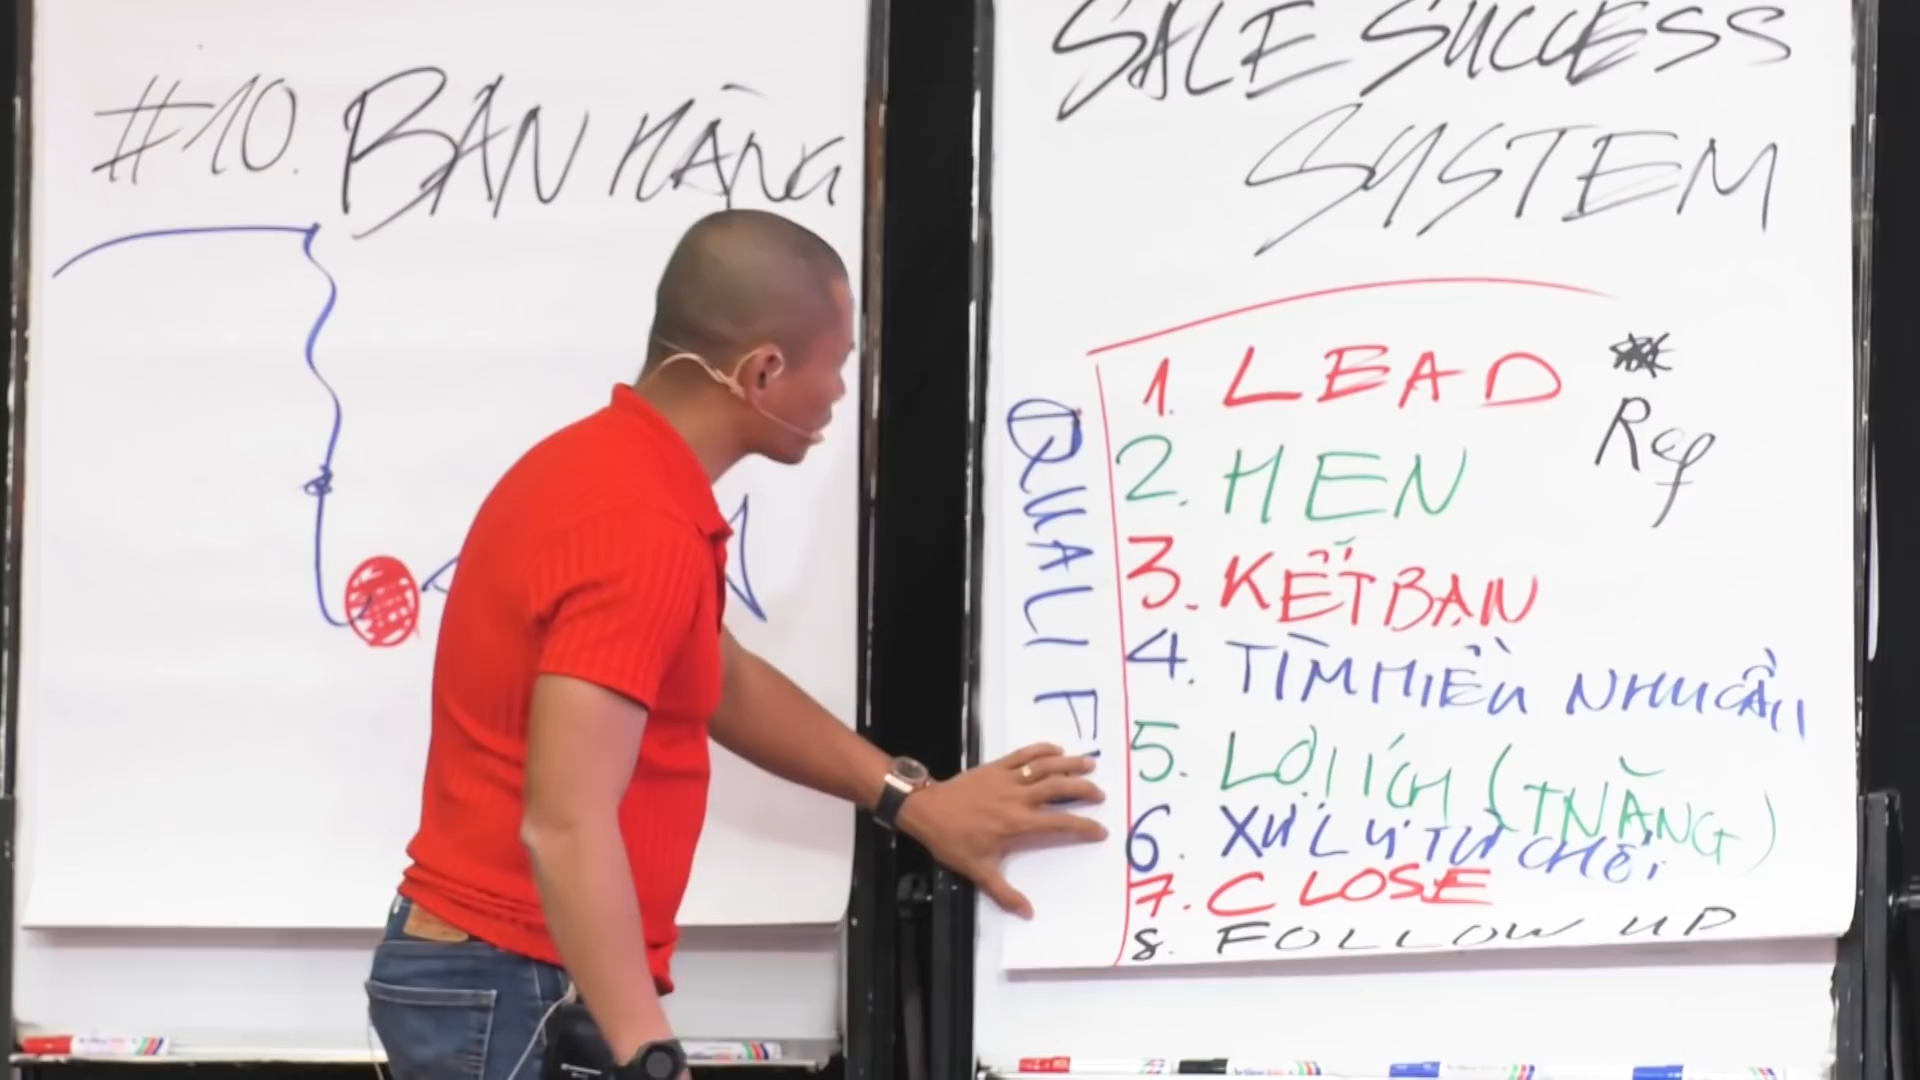 #10. BÁN HÀNG
SALE SUCCESS
SYSTEM
1. LEAD
Ref
2. HẸN
3. KẾT BẠN
4. TÌM HIỂU NHU CẦU
5. LỢI ÍCH (TNĂNG)
6. XỬ LÝ TỪ CHỐI
7. CLOSE
8. FOLLOW UP
QUALIF